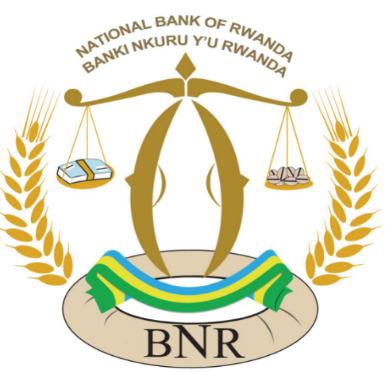 NATIONAL BANK OF RWANDA
BANKI NKURU Y'U RWANDA
BNR